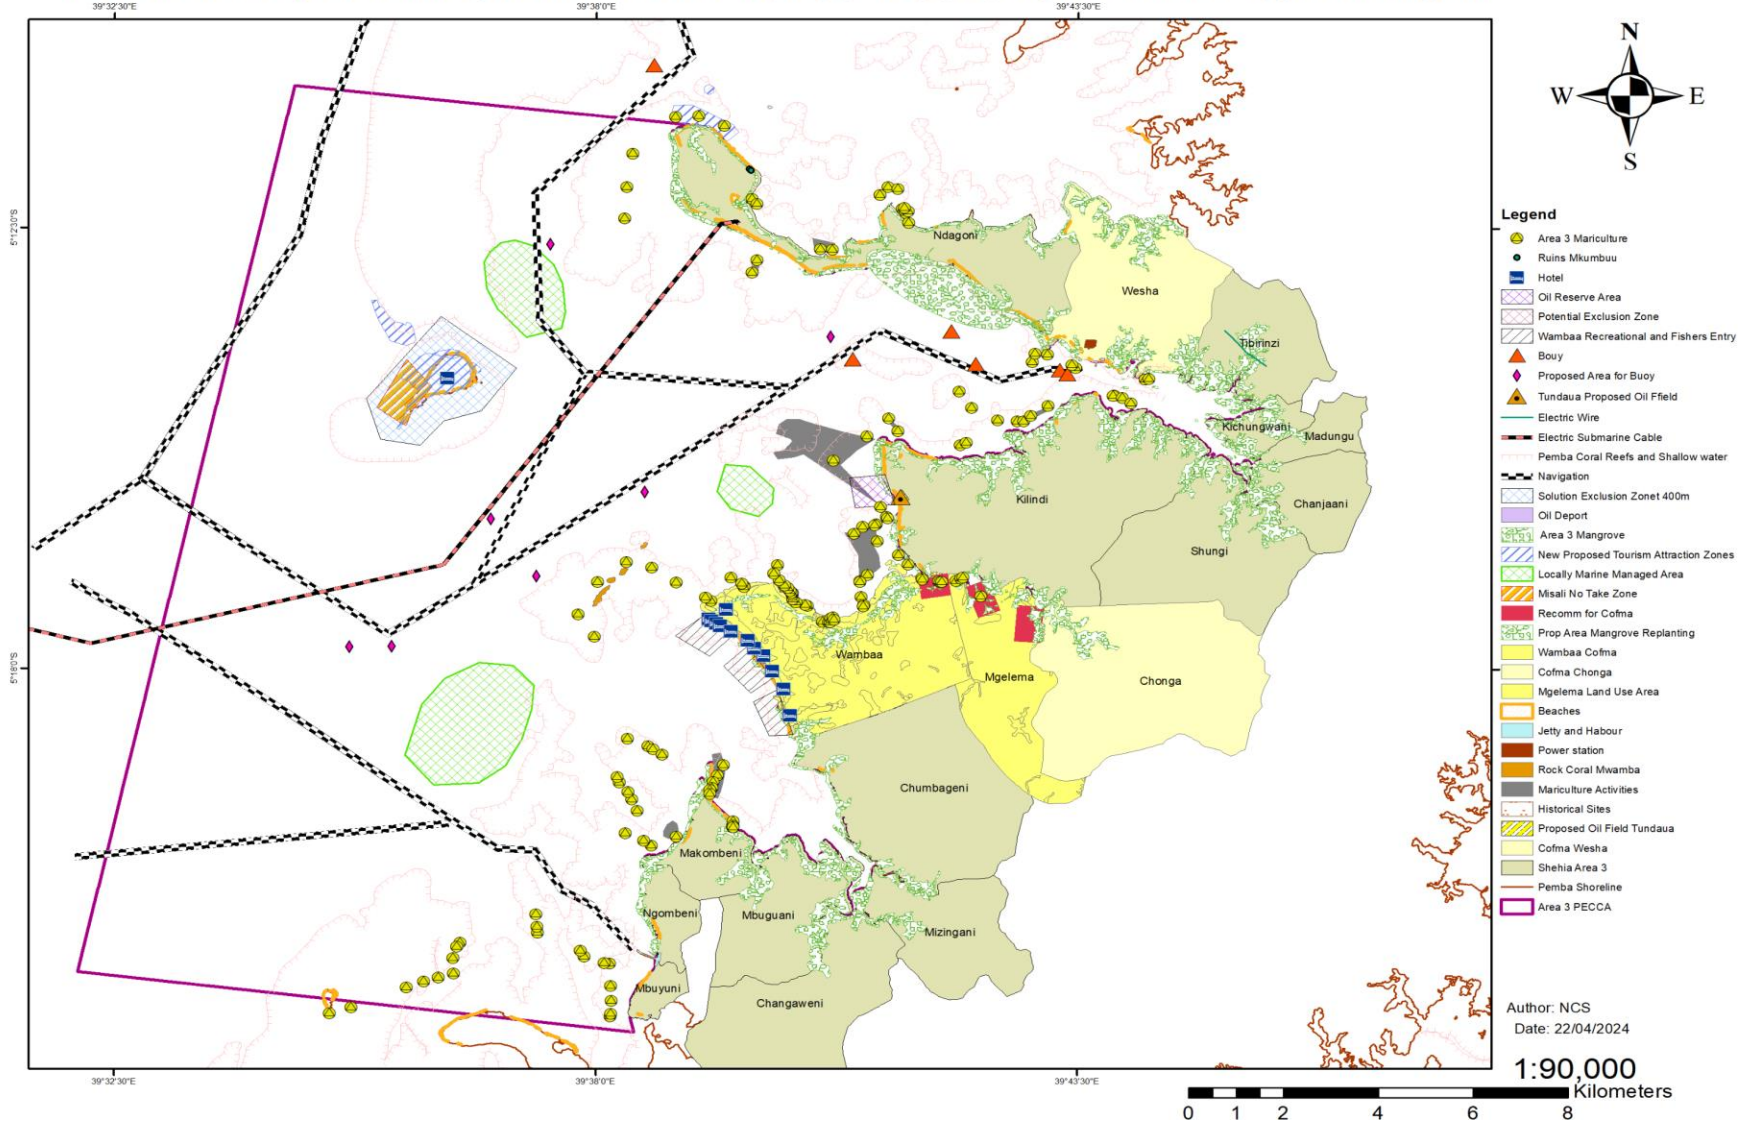 39°32'30"E
39°38'0"E
39°43'30"E
N
W
E
S
5°13'0"S
5°18'0"S
Ndagoni
Wesha
Tibirinzi
Kichungwani
Madungu
Chanjaani
Kilindi
Shungi
Wambaa
Mgelema
Chonga
Chumbageni
Makombeni
Ngombeni
Mbuguani
Mizingani
Mbuyuni
Changaweni
Legend
Area 3 Mariculture
Ruins Mkumbuu
Hotel
Oil Reserve Area
Potential Exclusion Zone
Wambaa Recreational and Fishers Entry
Bouy
Proposed Area for Buoy
Tundaua Proposed Oil Ffield
Electric Wire
Electric Submarine Cable
Pemba Coral Reefs and Shallow water
Navigation
Solution Exclusion Zonet 400m
Oil Deport
Area 3 Mangrove
New Proposed Tourism Attraction Zones
Locally Marine Managed Area
Misali No Take Zone
Recomm for Cofma
Prop Area Mangrove Replanting
Wambaa Cofma
Cofma Chonga
Mgelema Land Use Area
Beaches
Jetty and Habour
Power station
Rock Coral Mwamba
Mariculture Activities
Historical Sites
Proposed Oil Field Tundaua
Cofma Wesha
Shehia Area 3
Pemba Shoreline
Area 3 PECCA
Author: NCS
Date: 22/04/2024
1:90,000
Kilometers
0 1 2 4 6 8
39°32'30"E
39°38'0"E
39°43'30"E